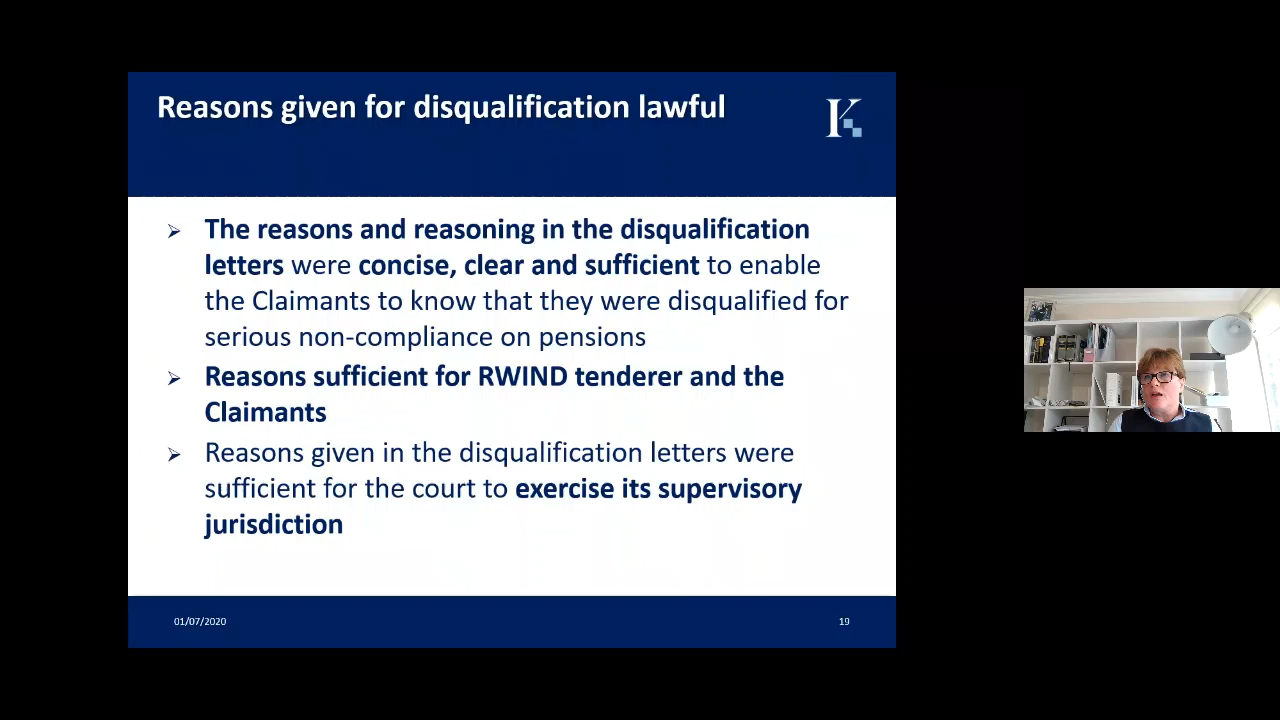 Reasons given for disqualification lawful
K
The reasons and reasoning in the disqualification
letters were concise, clear and sufficient to enable
the Claimants to know that they were disqualified for
serious non-compliance on pensions
Reasons sufficient for RWIND tenderer and the
Claimants
Reasons given in the disqualification letters were
sufficient for the court to exercise its supervisory
jurisdiction
01/07/2020
19